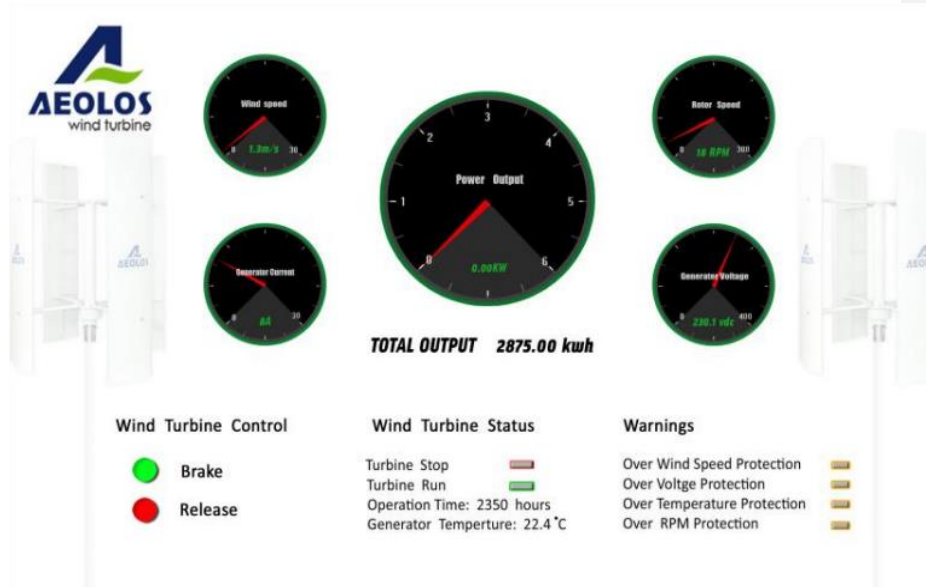 AEOLOS
wind turbine
Wind speed
0 30
1.3m/s
Generator Current
0 30
AA
Power Output
0 1 2 3 4 5 6
0.00KW
Rotor Speed
0 300
18 RPM
Generator Voltage
0 400
230.1 vdc
TOTAL OUTPUT 2875.00 kwh
AEOLOS
Wind Turbine Control
Brake
Release
Wind Turbine Status
Turbine Stop
Turbine Run
Operation Time: 2350 hours
Generator Temperture: 22.4°C
Warnings
Over Wind Speed Protection
Over Voltge Protection
Over Temperature Protection
Over RPM Protection